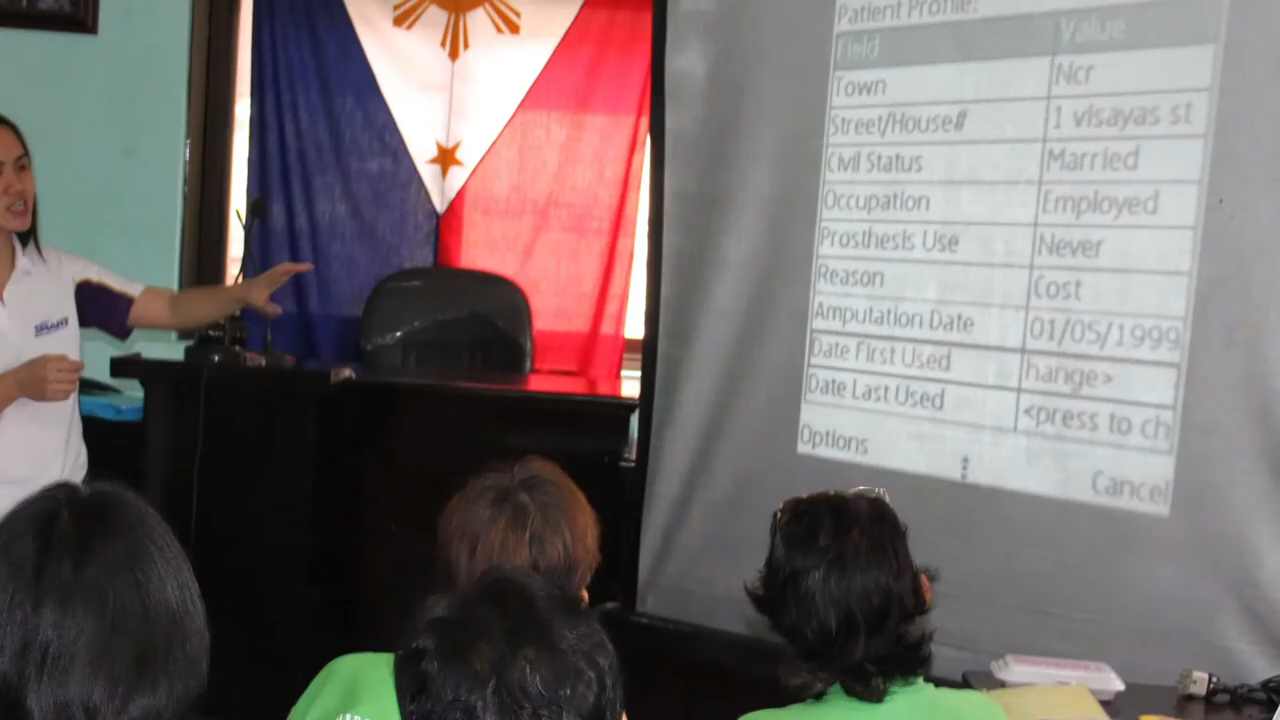 Patient Profile:
Field Value
Town Ncr
Street/House# 1 visayas st
Civil Status Married
Occupation Employed
Prosthesis Use Never
Reason Cost
Amputation Date 01/05/1999
Date First Used hange>
Date Last Used <press to ch
Options
Cancel